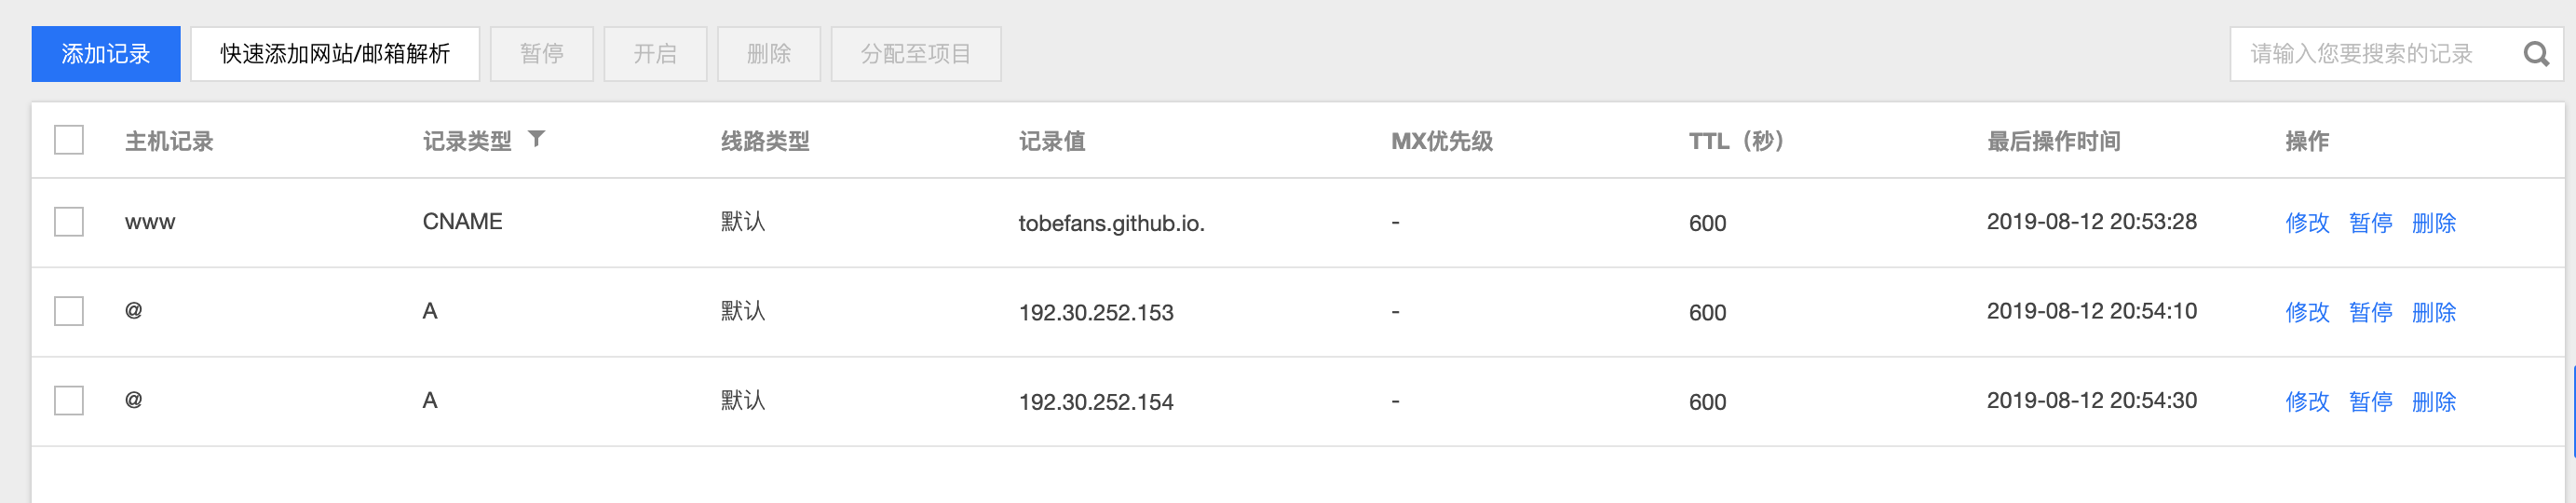 添加记录 快速添加网站/邮箱解析 暂停 开启 删除 分配至项目 请输入您要搜索的记录
主机记录 记录类型 线路类型 记录值 MX优先级 TTL（秒） 最后操作时间 操作
www CNAME 默认 tobefans.github.io. - 600 2019-08-12 20:53:28 修改 暂停 删除
@ A 默认 192.30.252.153 - 600 2019-08-12 20:54:10 修改 暂停 删除
@ A 默认 192.30.252.154 - 600 2019-08-12 20:54:30 修改 暂停 删除